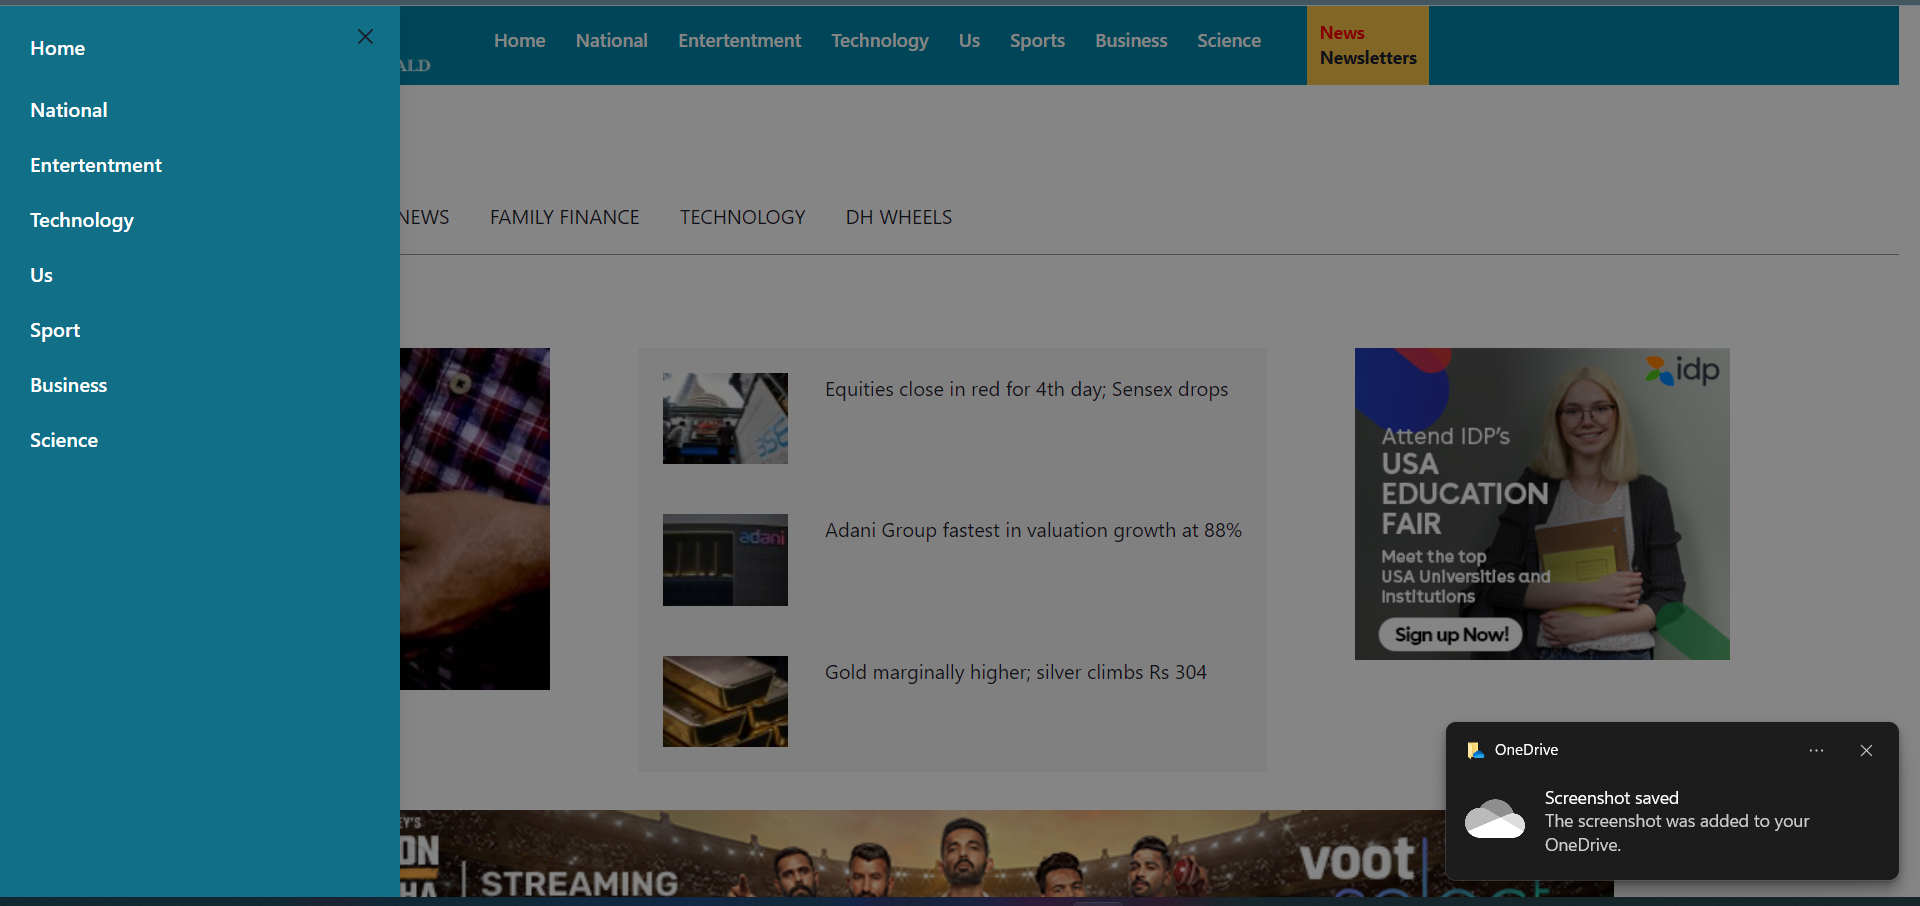 Home
National
Entertentment
Technology
Us
Sport
Business
Science
ALD
Home National Entertentment Technology Us Sports Business Science
News
Newsletters
NEWS FAMILY FINANCE TECHNOLOGY DH WHEELS
Equities close in red for 4th day; Sensex drops
Adani Group fastest in valuation growth at 88%
adani
Gold marginally higher; silver climbs Rs 304
idp
Attend IDP's
USA
EDUCATION
FAIR
Meet the top
USA Universities and
Institutions
Sign up Now!
EY'S
ON
HA
STREAMING
voot
select
OneDrive
Screenshot saved
The screenshot was added to your
OneDrive.